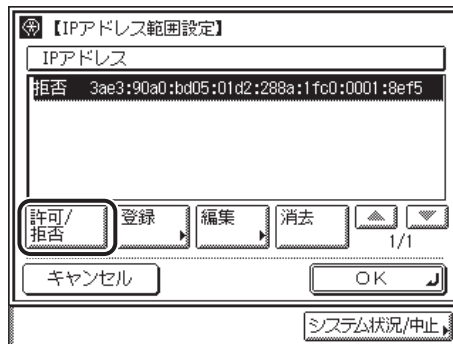 【IPアドレス範囲設定】
IPアドレス
拒否 3ae3:90a0:bd05:01d2:288a:1fc0:0001:8ef5
許可/
拒否
登録
編集
消去
1/1
キャンセル
OK
システム状況/中止